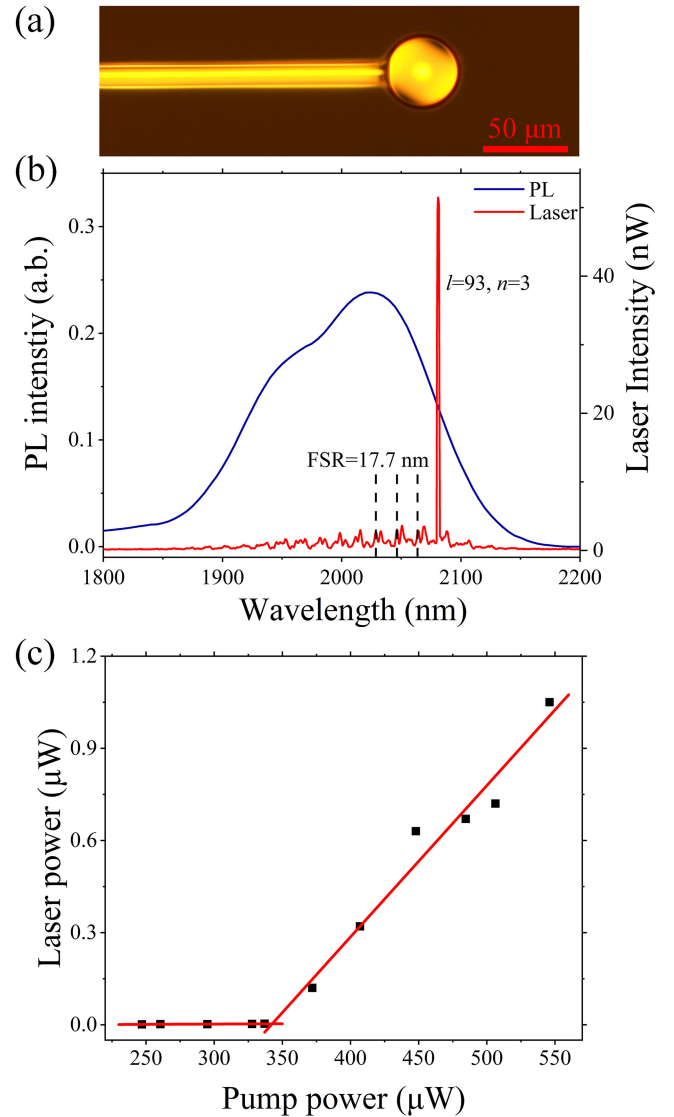 (a)
50 μm
(b)
PL
Laser
l=93, n=3
FSR=17.7 nm
PL intenstiy (a.b.)
0.3
0.2
0.1
0.0
Laser Intensity (nW)
40
20
0
1800 1900 2000 2100 2200
Wavelength (nm)
(c)
Laser power (μW)
1.2
0.9
0.6
0.3
0.0
250 300 350 400 450 500 550
Pump power (μW)